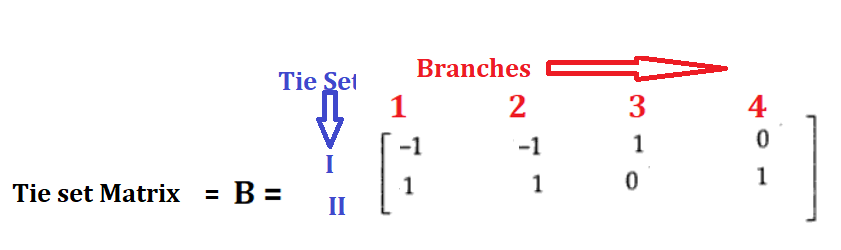 Branches
Tie Set
1 2 3 4
I -1 -1 1 0
Tie set Matrix = B =
II 1 1 0 1